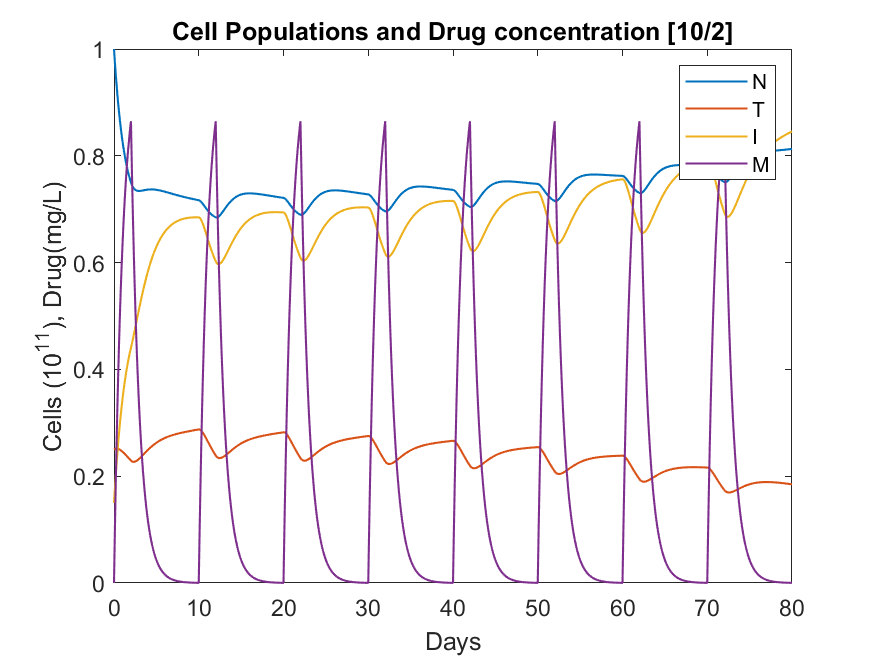 Cell Populations and Drug concentration [10/2]
Cells (10^11), Drug(mg/L)
1
0.8
0.6
0.4
0.2
0
N
T
I
M
0 10 20 30 40 50 60 70 80
Days